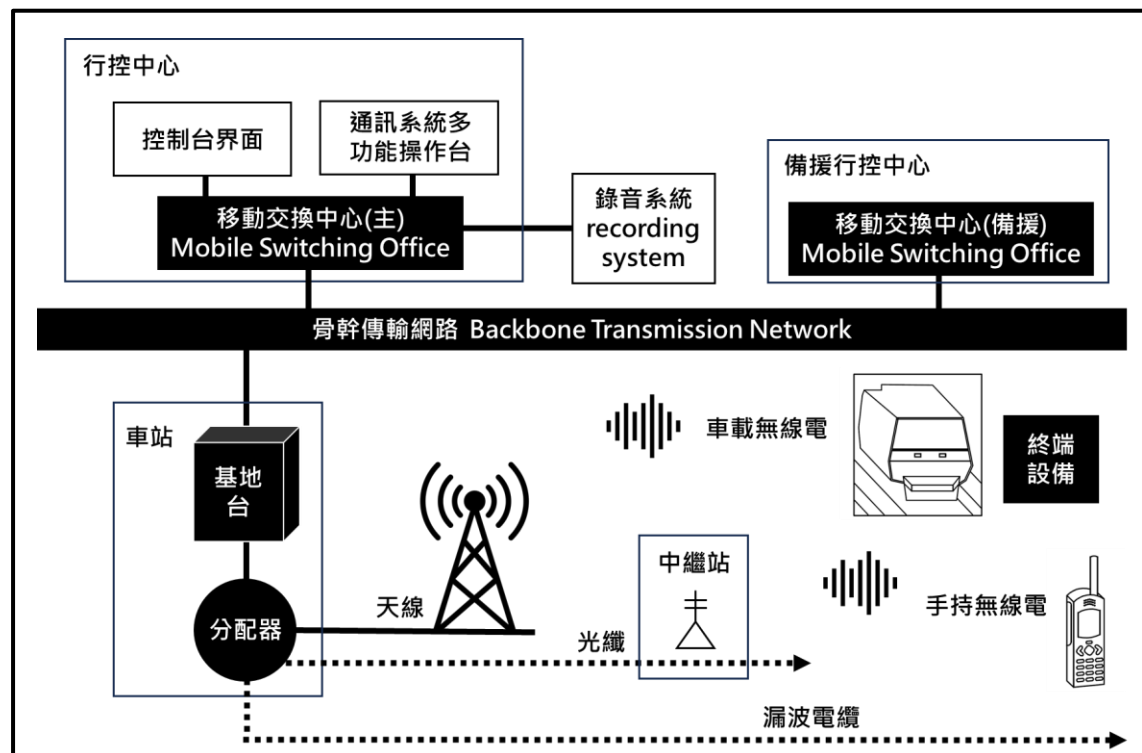 行控中心
控制台界面
通訊系統多
功能操作台
移動交換中心(主)
Mobile Switching Office
錄音系統
recording
system
備援行控中心
移動交換中心(備援)
Mobile Switching Office
骨幹傳輸網路 Backbone Transmission Network
車站
基地
台
分配器
天線
光纖
中繼站
車載無線電
終端
設備
手持無線電
漏波電纜